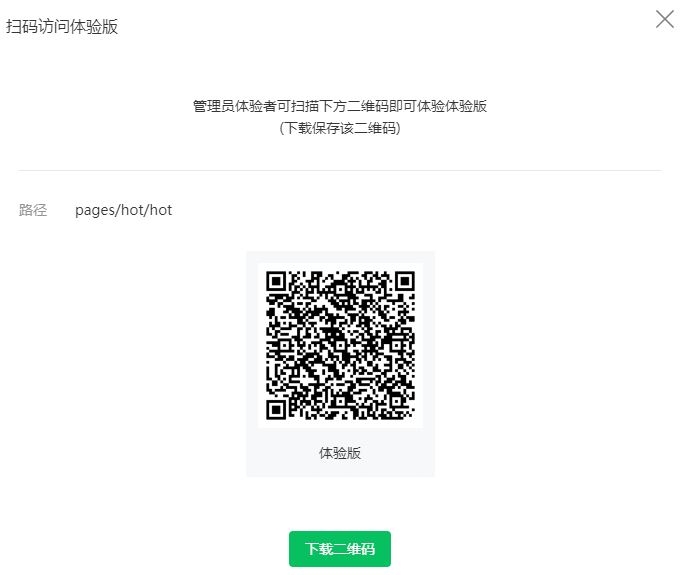 扫码访问体验版
管理员体验者可扫描下方二维码即可体验体验版
(下载保存该二维码)
路径 pages/hot/hot
体验版
下载二维码